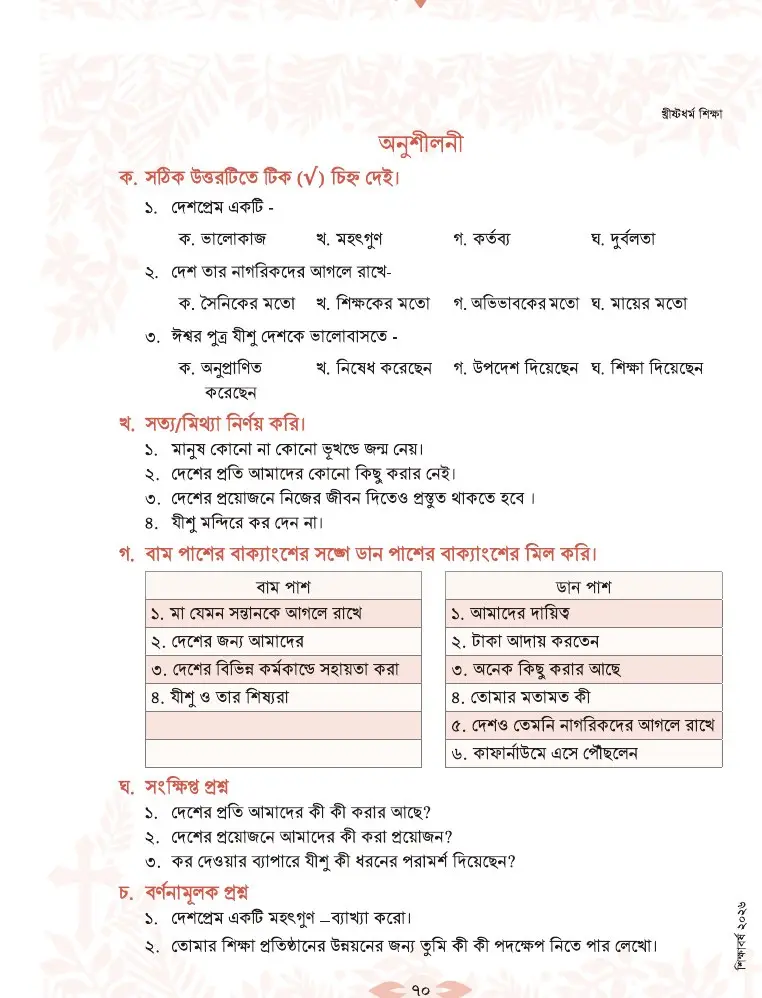 খ্রীষ্টধর্ম শিক্ষা
অনুশীলনী
ক. সঠিক উত্তরটিতে টিক (√) চিহ্ন দেই।
১. দেশপ্রেম একটি -
ক. ভালোকাজ খ. মহৎগুণ গ. কর্তব্য ঘ. দুর্বলতা
২. দেশ তার নাগরিকদের আগলে রাখে-
ক. সৈনিকের মতো খ. শিক্ষকের মতো গ. অভিভাবকের মতো ঘ. মায়ের মতো
৩. ঈশ্বর পুত্র যীশু দেশকে ভালোবাসতে -
ক. অনুপ্রাণিত খ. নিষেধ করেছেন গ. উপদেশ দিয়েছেন ঘ. শিক্ষা দিয়েছেন
করেছেন
খ. সত্য/মিথ্যা নির্ণয় করি।
১. মানুষ কোনো না কোনো ভূখণ্ডে জন্ম নেয়।
২. দেশের প্রতি আমাদের কোনো কিছু করার নেই।
৩. দেশের প্রয়োজনে নিজের জীবন দিতেও প্রস্তুত থাকতে হবে ।
৪. যীশু মন্দিরে কর দেন না।
গ. বাম পাশের বাক্যাংশের সঙ্গে ডান পাশের বাক্যাংশের মিল করি।
বাম পাশ ডান পাশ
১. মা যেমন সন্তানকে আগলে রাখে ১. আমাদের দায়িত্ব
২. দেশের জন্য আমাদের ২. টাকা আদায় করতেন
৩. দেশের বিভিন্ন কর্মকাণ্ডে সহায়তা করা ৩. অনেক কিছু করার আছে
৪. যীশু ও তার শিষ্যরা ৪. তোমার মতামত কী
৫. দেশও তেমনি নাগরিকদের আগলে রাখে
৬. কাফার্নাউমে এসে পৌঁছলেন
ঘ. সংক্ষিপ্ত প্রশ্ন
১. দেশের প্রতি আমাদের কী কী করার আছে?
২. দেশের প্রয়োজনে আমাদের কী করা প্রয়োজন?
৩. কর দেওয়ার ব্যাপারে যীশু কী ধরনের পরামর্শ দিয়েছেন?
চ. বর্ণনামূলক প্রশ্ন
১. দেশপ্রেম একটি মহৎগুণ –ব্যাখ্যা করো।
২. তোমার শিক্ষা প্রতিষ্ঠানের উন্নয়নের জন্য তুমি কী কী পদক্ষেপ নিতে পার লেখো।
শিক্ষাবর্ষ ২০২৬
৭০